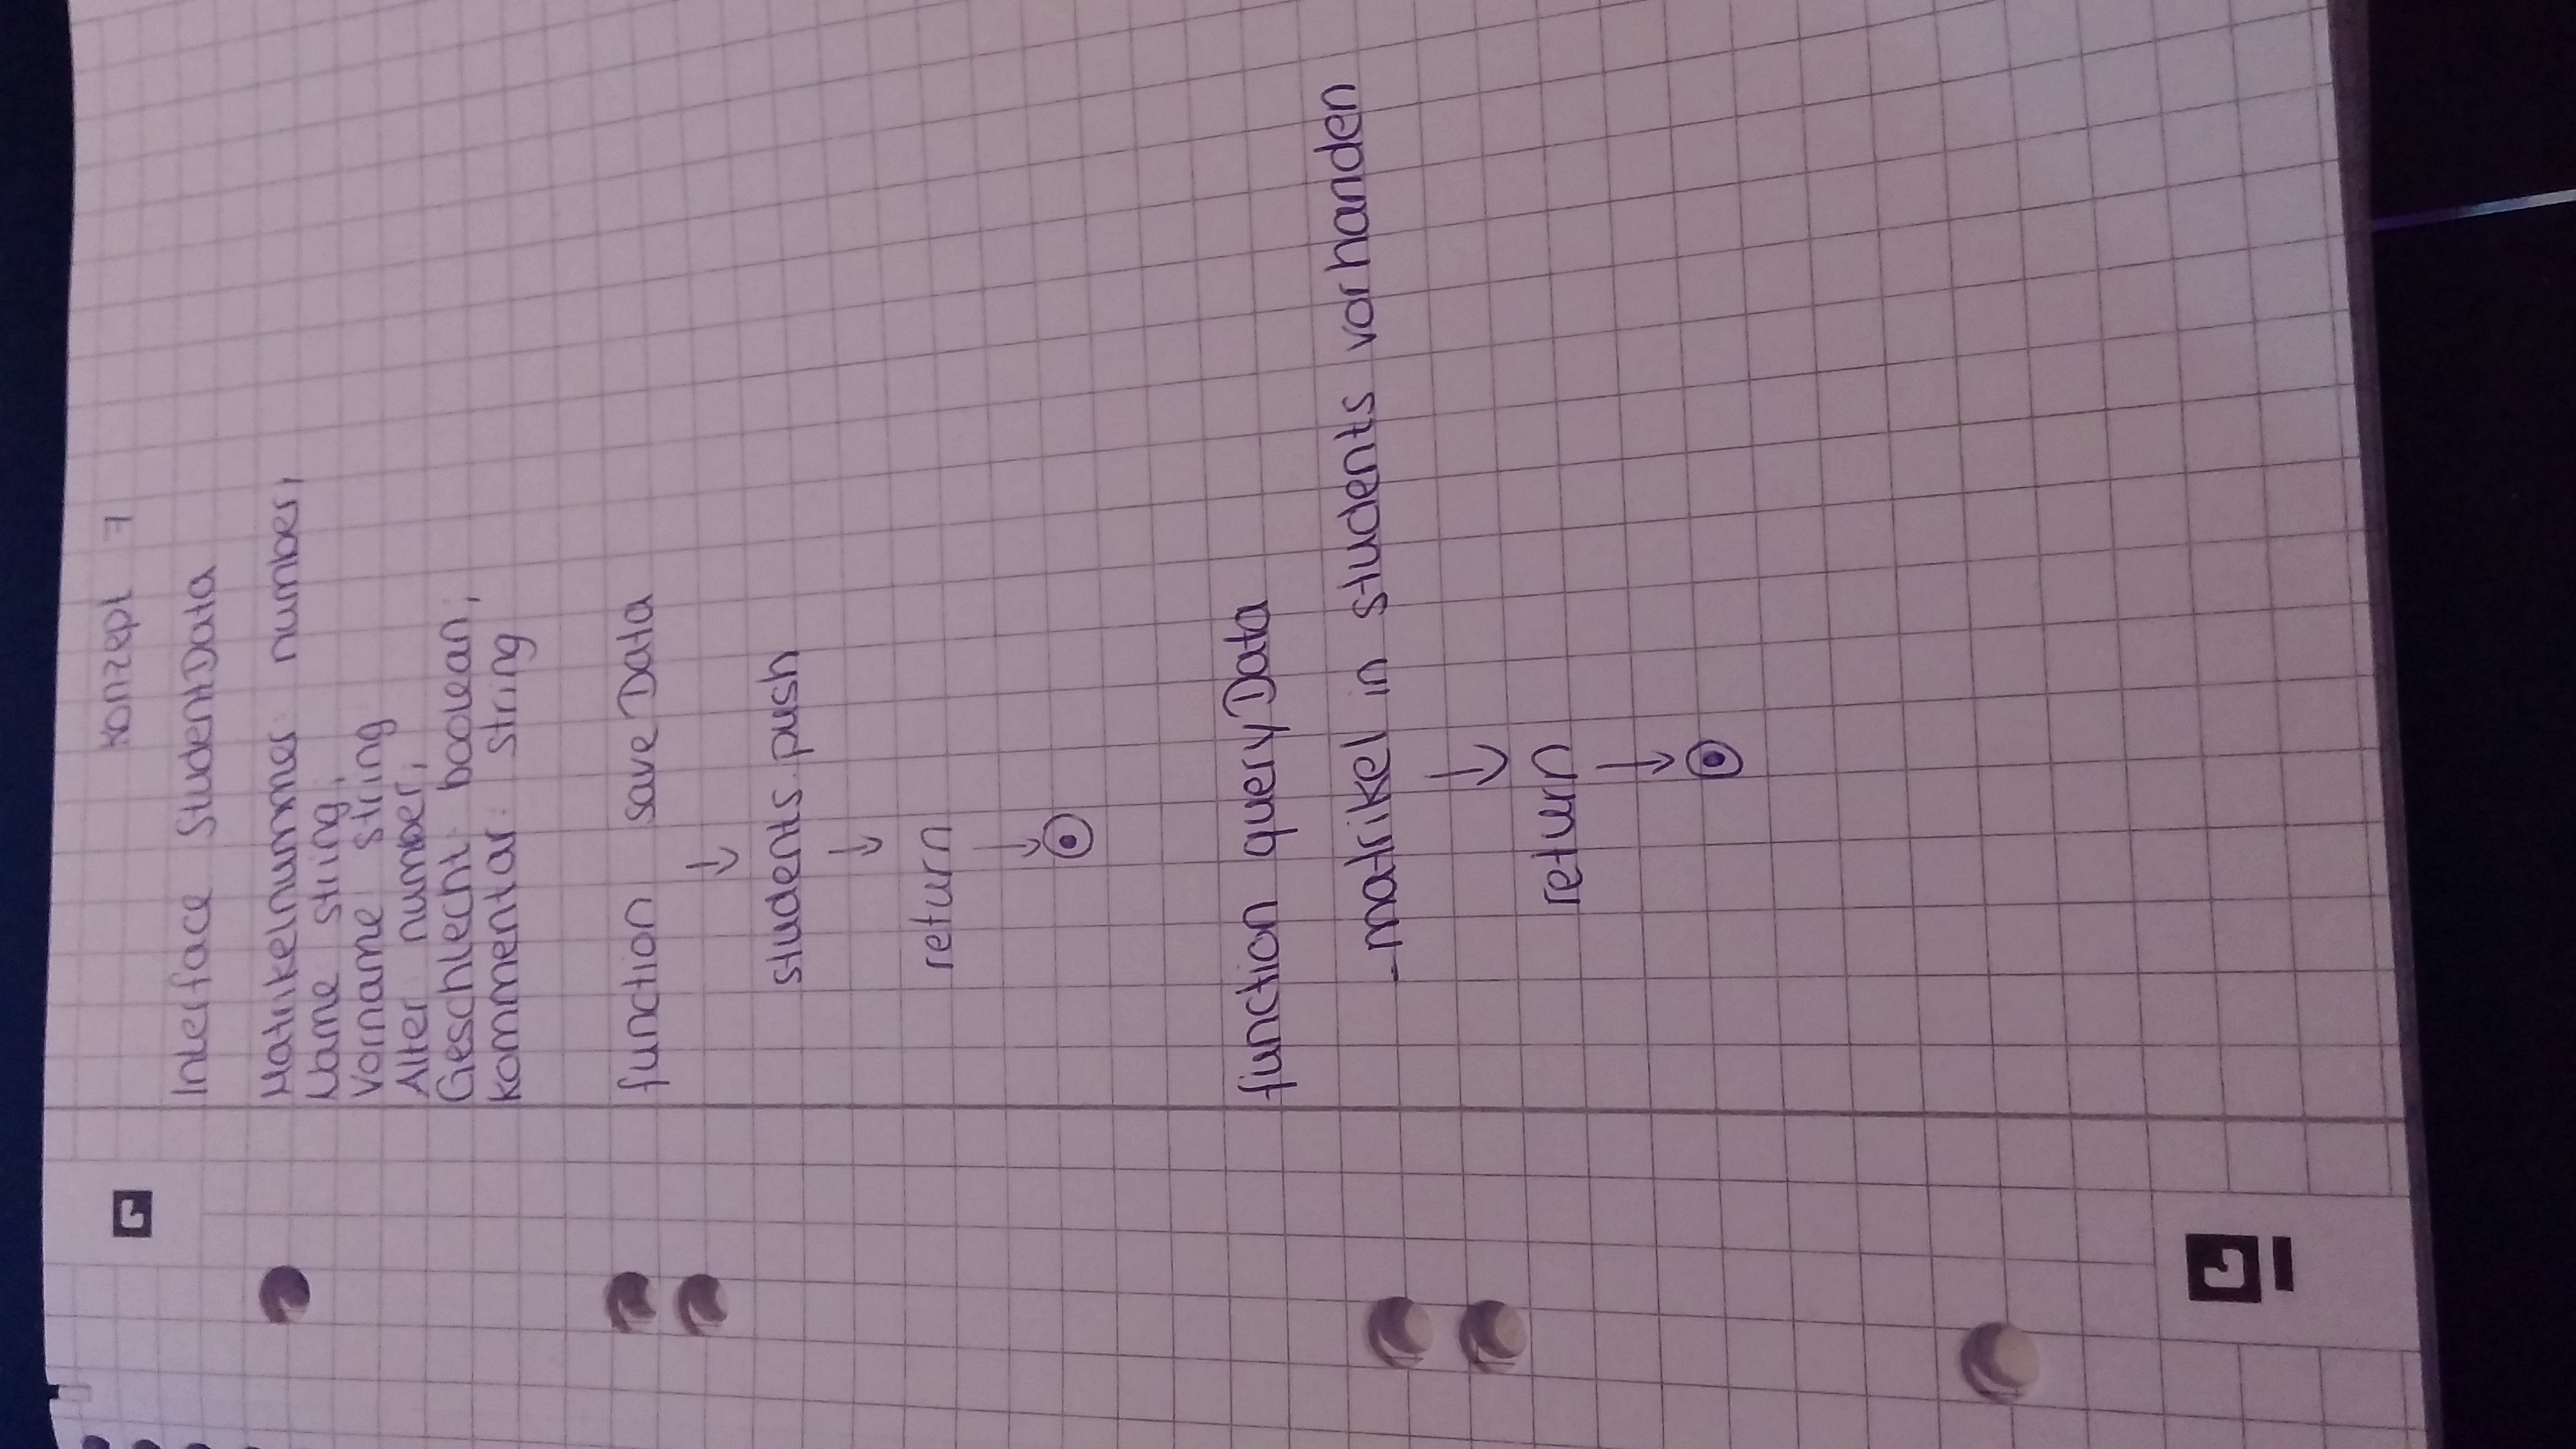 Konzept 7
Interface StudentData
Matrikelnummer number,
Name string;
Vorname string
Alter number,
Geschlecht boolean;
Kommentar string
function saveData
students.push
return
function queryData
-matrikel in students vorhanden
return